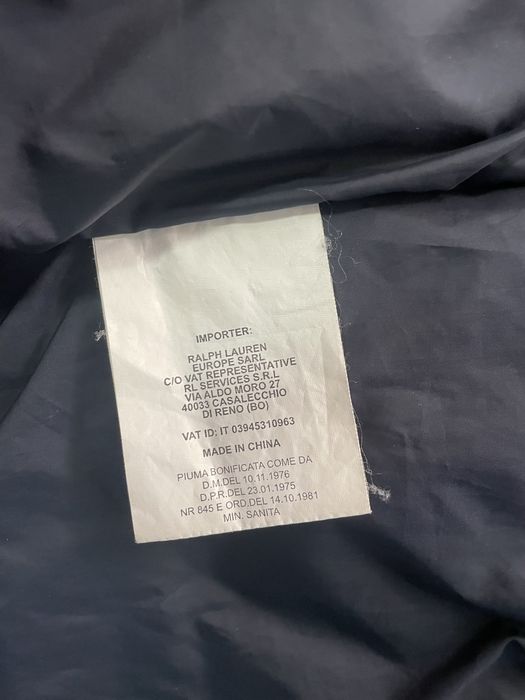 IMPORTER:
RALPH LAUREN
EUROPE SARL
C/O VAT REPRESENTATIVE
RL SERVICES S.R.L
VIA ALDO MORO 27
40033 CASALECCHIO
DI RENO (BO)
VAT ID: IT 03945310963
MADE IN CHINA
PIUMA BONIFICATA COME DA
D.M.DEL 10.11.1976
D.P.R.DEL 23.01.1975
NR 845 E ORD.DEL 14.10.1981
MIN. SANITA